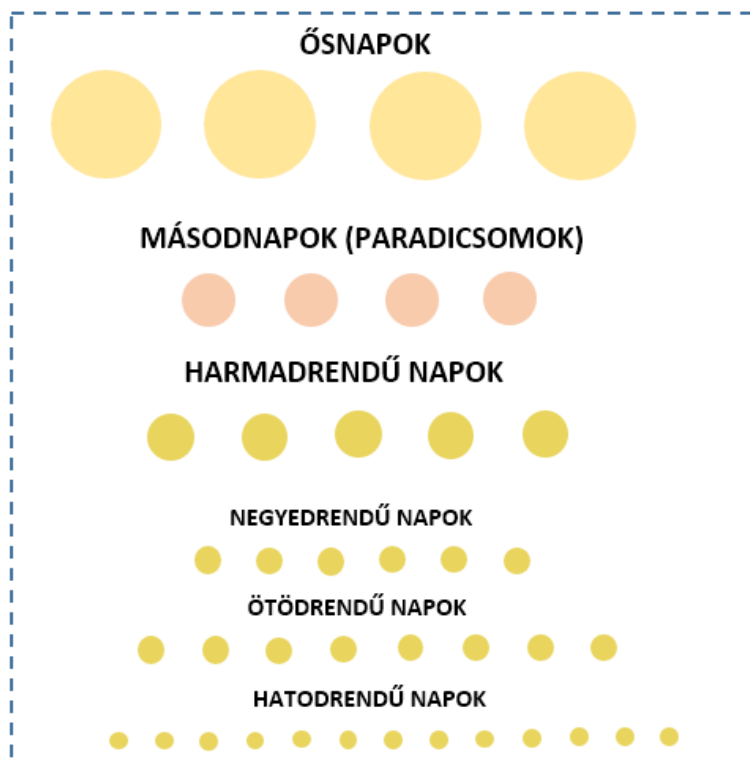 ŐSNAPOK
MÁSODNAPOK (PARADICSOMOK)
HARMADRENDŰ NAPOK
NEGYEDRENDŰ NAPOK
ÖTÖDRENDŰ NAPOK
HATODRENDŰ NAPOK